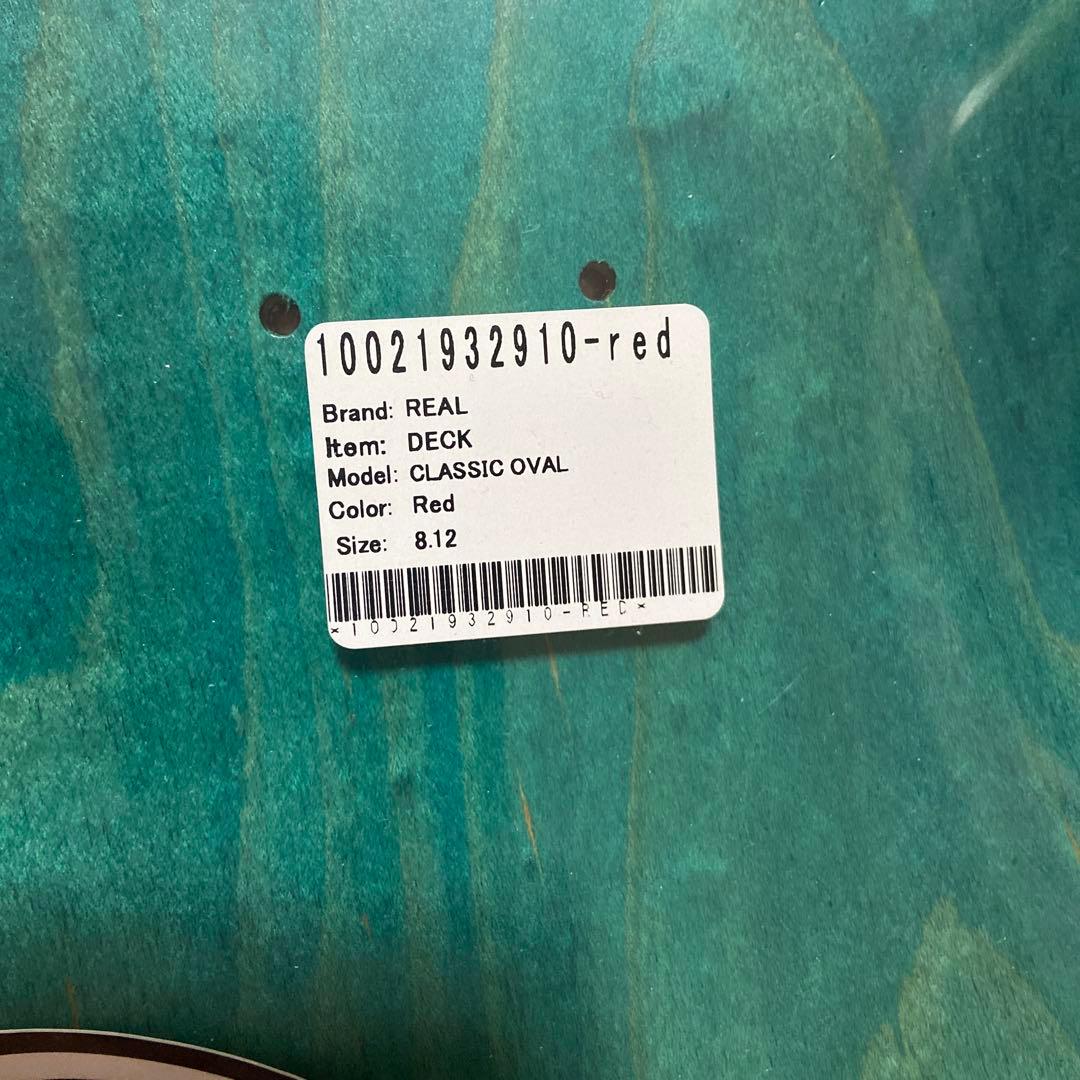 10021932910-red
Brand: REAL
Item: DECK
Model: CLASSIC OVAL
Color: Red
Size: 8.12
*10021932910-RED*